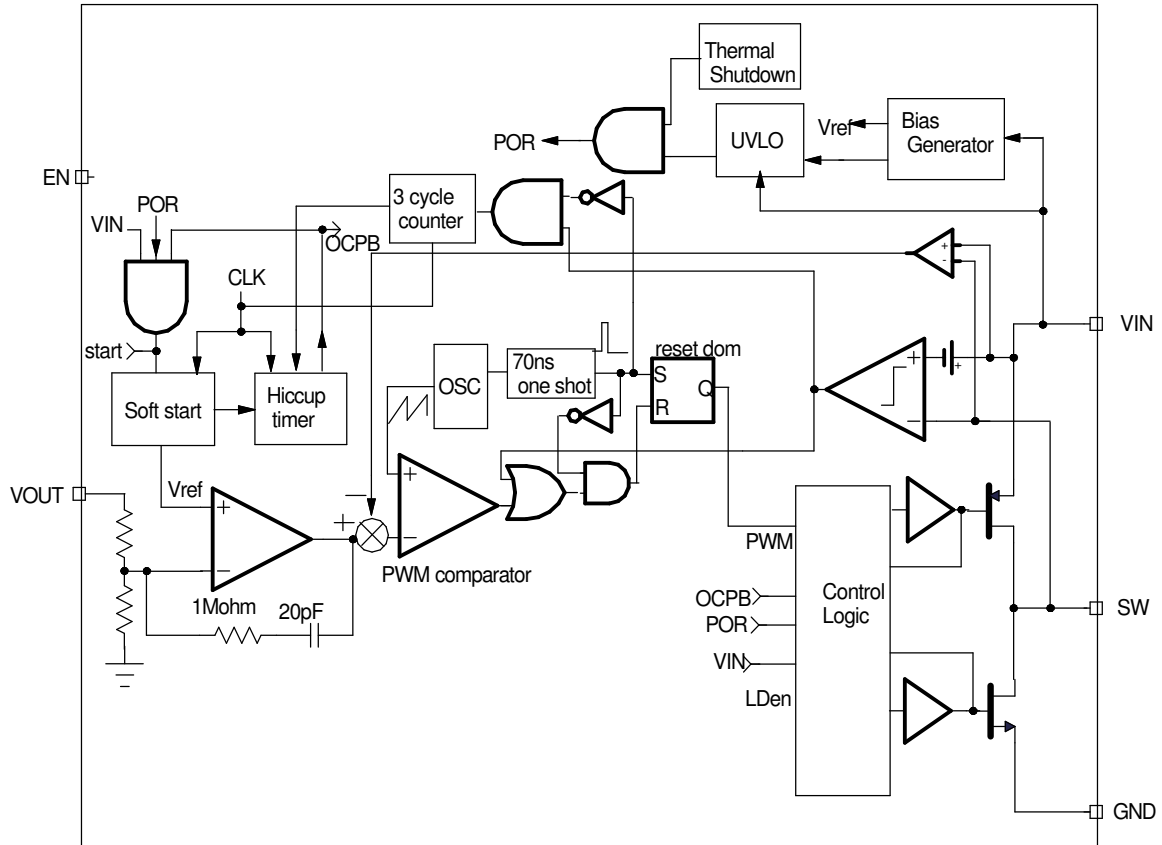 Thermal
Shutdown
POR
UVLO
Vref
Bias
Generator
EN
3 cycle
counter
VIN
POR
OCPB
CLK
+
-
VIN
start
Soft start
Hiccup
timer
OSC
70ns
one shot
reset dom
S
Q
R
+
+
−
VOUT
Vref
+
−
−
+
+
−
PWM comparator
1Mohm
20pF
PWM
OCPB
POR
VIN
LDen
Control
Logic
SW
GND